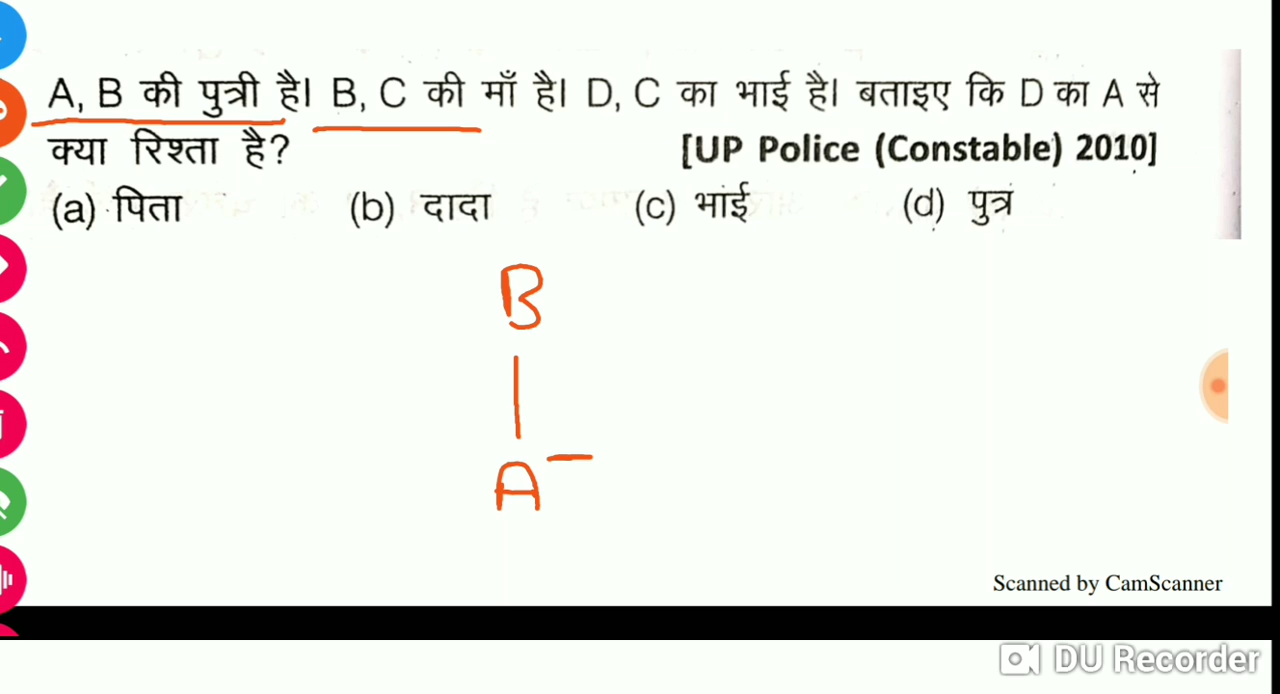 A, B की पुत्री है। B, C की माँ है। D, C का भाई है। बताइए कि D का A से
क्या रिश्ता है? [UP Police (Constable) 2010]
(a) पिता (b) दादा (c) भाई (d) पुत्र
B
A –
Scanned by CamScanner
DU Recorder